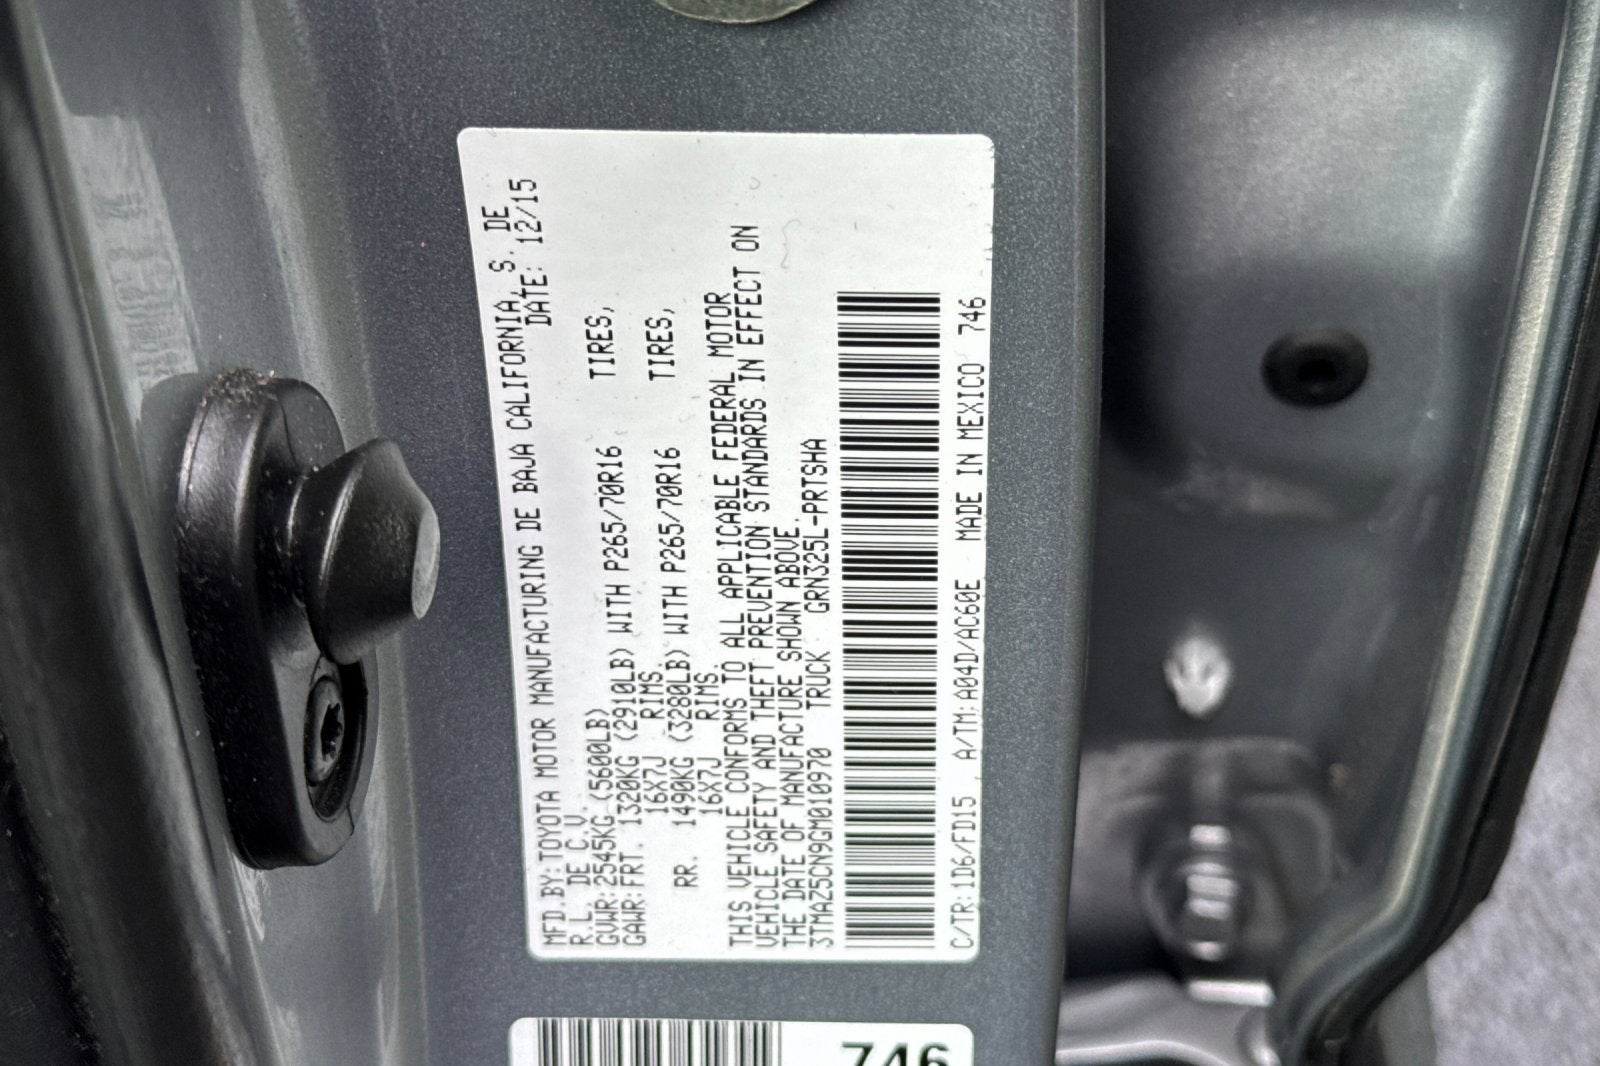 MFD.BY:TOYOTA MOTOR MANUFACTURING DE BAJA CALIFORNIA,S. DE
R.L. DE C.V. DATE: 12/15
GVWR:2545KG(5600LB)
GAWR:FRT. 1320KG (2910LB) WITH P265/70R16 TIRES,
16X7J RIMS.
RR. 1490KG (3280LB) WITH P265/70R16 TIRES,
16X7J RIMS.
THIS VEHICLE CONFORMS TO ALL APPLICABLE FEDERAL MOTOR
VEHICLE SAFETY AND THEFT PREVENTION STANDARDS IN EFFECT ON
THE DATE OF MANUFACTURE SHOWN ABOVE.
3TMAZ5CN9GM010970 TRUCK GRN325L-PRTSHA
C/TR:1D6/FD15 A/TM:A04D/AC60E MADE IN MEXICO 746
746